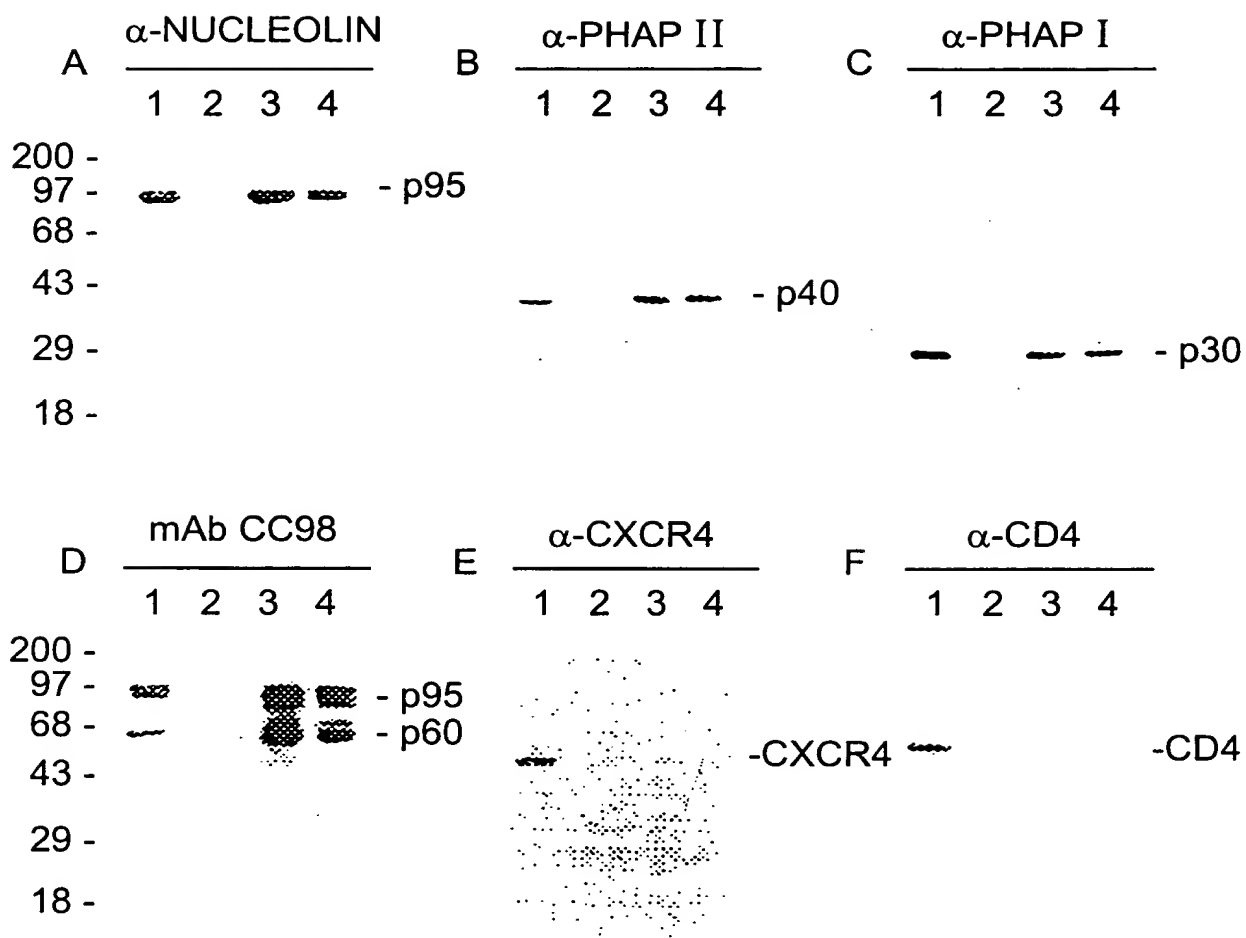 A α-NUCLEOLIN
1 2 3 4
200 -
97 -
68 -
43 -
29 -
18 -
- p95
B α-PHAP II
1 2 3 4
- p40
C α-PHAP I
1 2 3 4
- p30
D mAb CC98
1 2 3 4
200 -
97 -
68 -
43 -
29 -
18 -
- p95
- p60
E α-CXCR4
1 2 3 4
-CXCR4
F α-CD4
1 2 3 4
-CD4